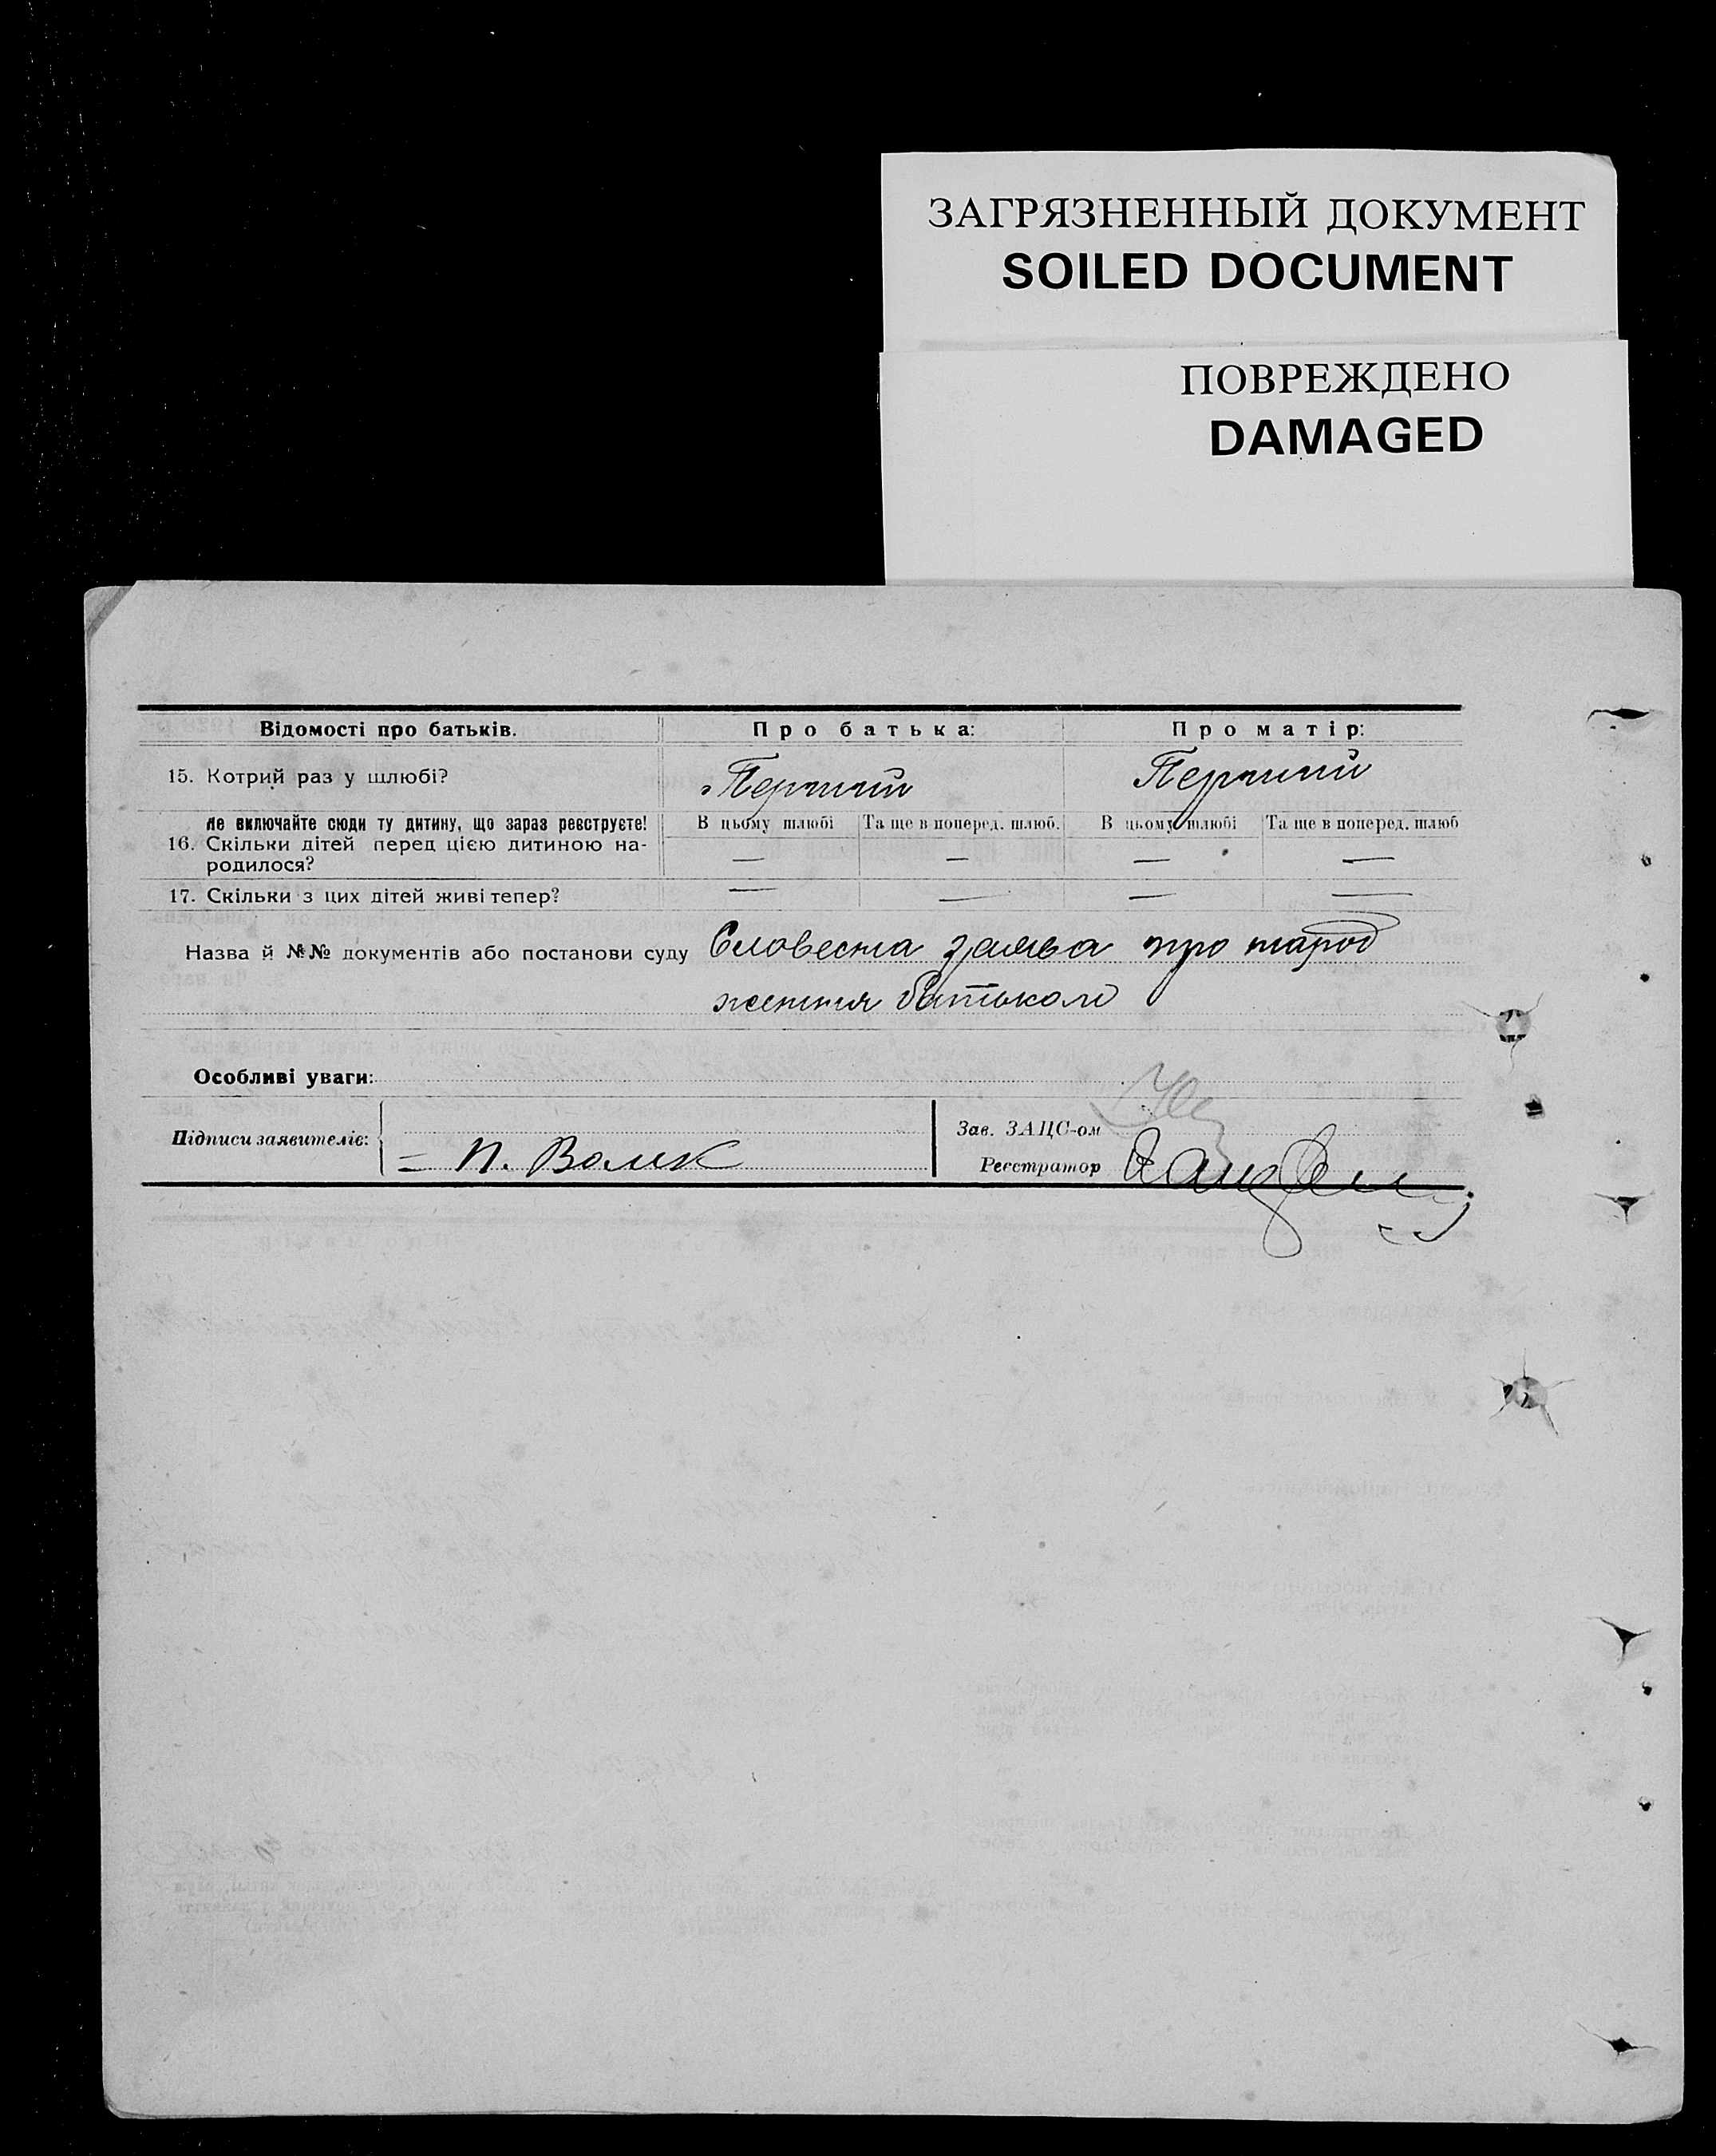 ЗАГРЯЗНЕННЫЙ ДОКУМЕНТ
SOILED DOCUMENT
ПОВРЕЖДЕНО
DAMAGED
Відомості про батьків. Про батька: Про матір:
15. Котрий раз у шлюбі? Перший Перший
Не включайте сюди ту дитину, що зараз реєструєте! В цьому шлюбі Та ще в поперед. шлюб. В цьому шлюбі Та ще в поперед. шлюб
16. Скільки дітей перед цією дитиною на-
родилося? — — — —
17. Скільки з цих дітей живі тепер? — — — —
Назва й №№ документів або постанови суду Словесна заява про народ
ження батьком
Особливі уваги:
Зав. ЗАЦС-ом
Підписи заявителів: П. Волик
Реєстратор